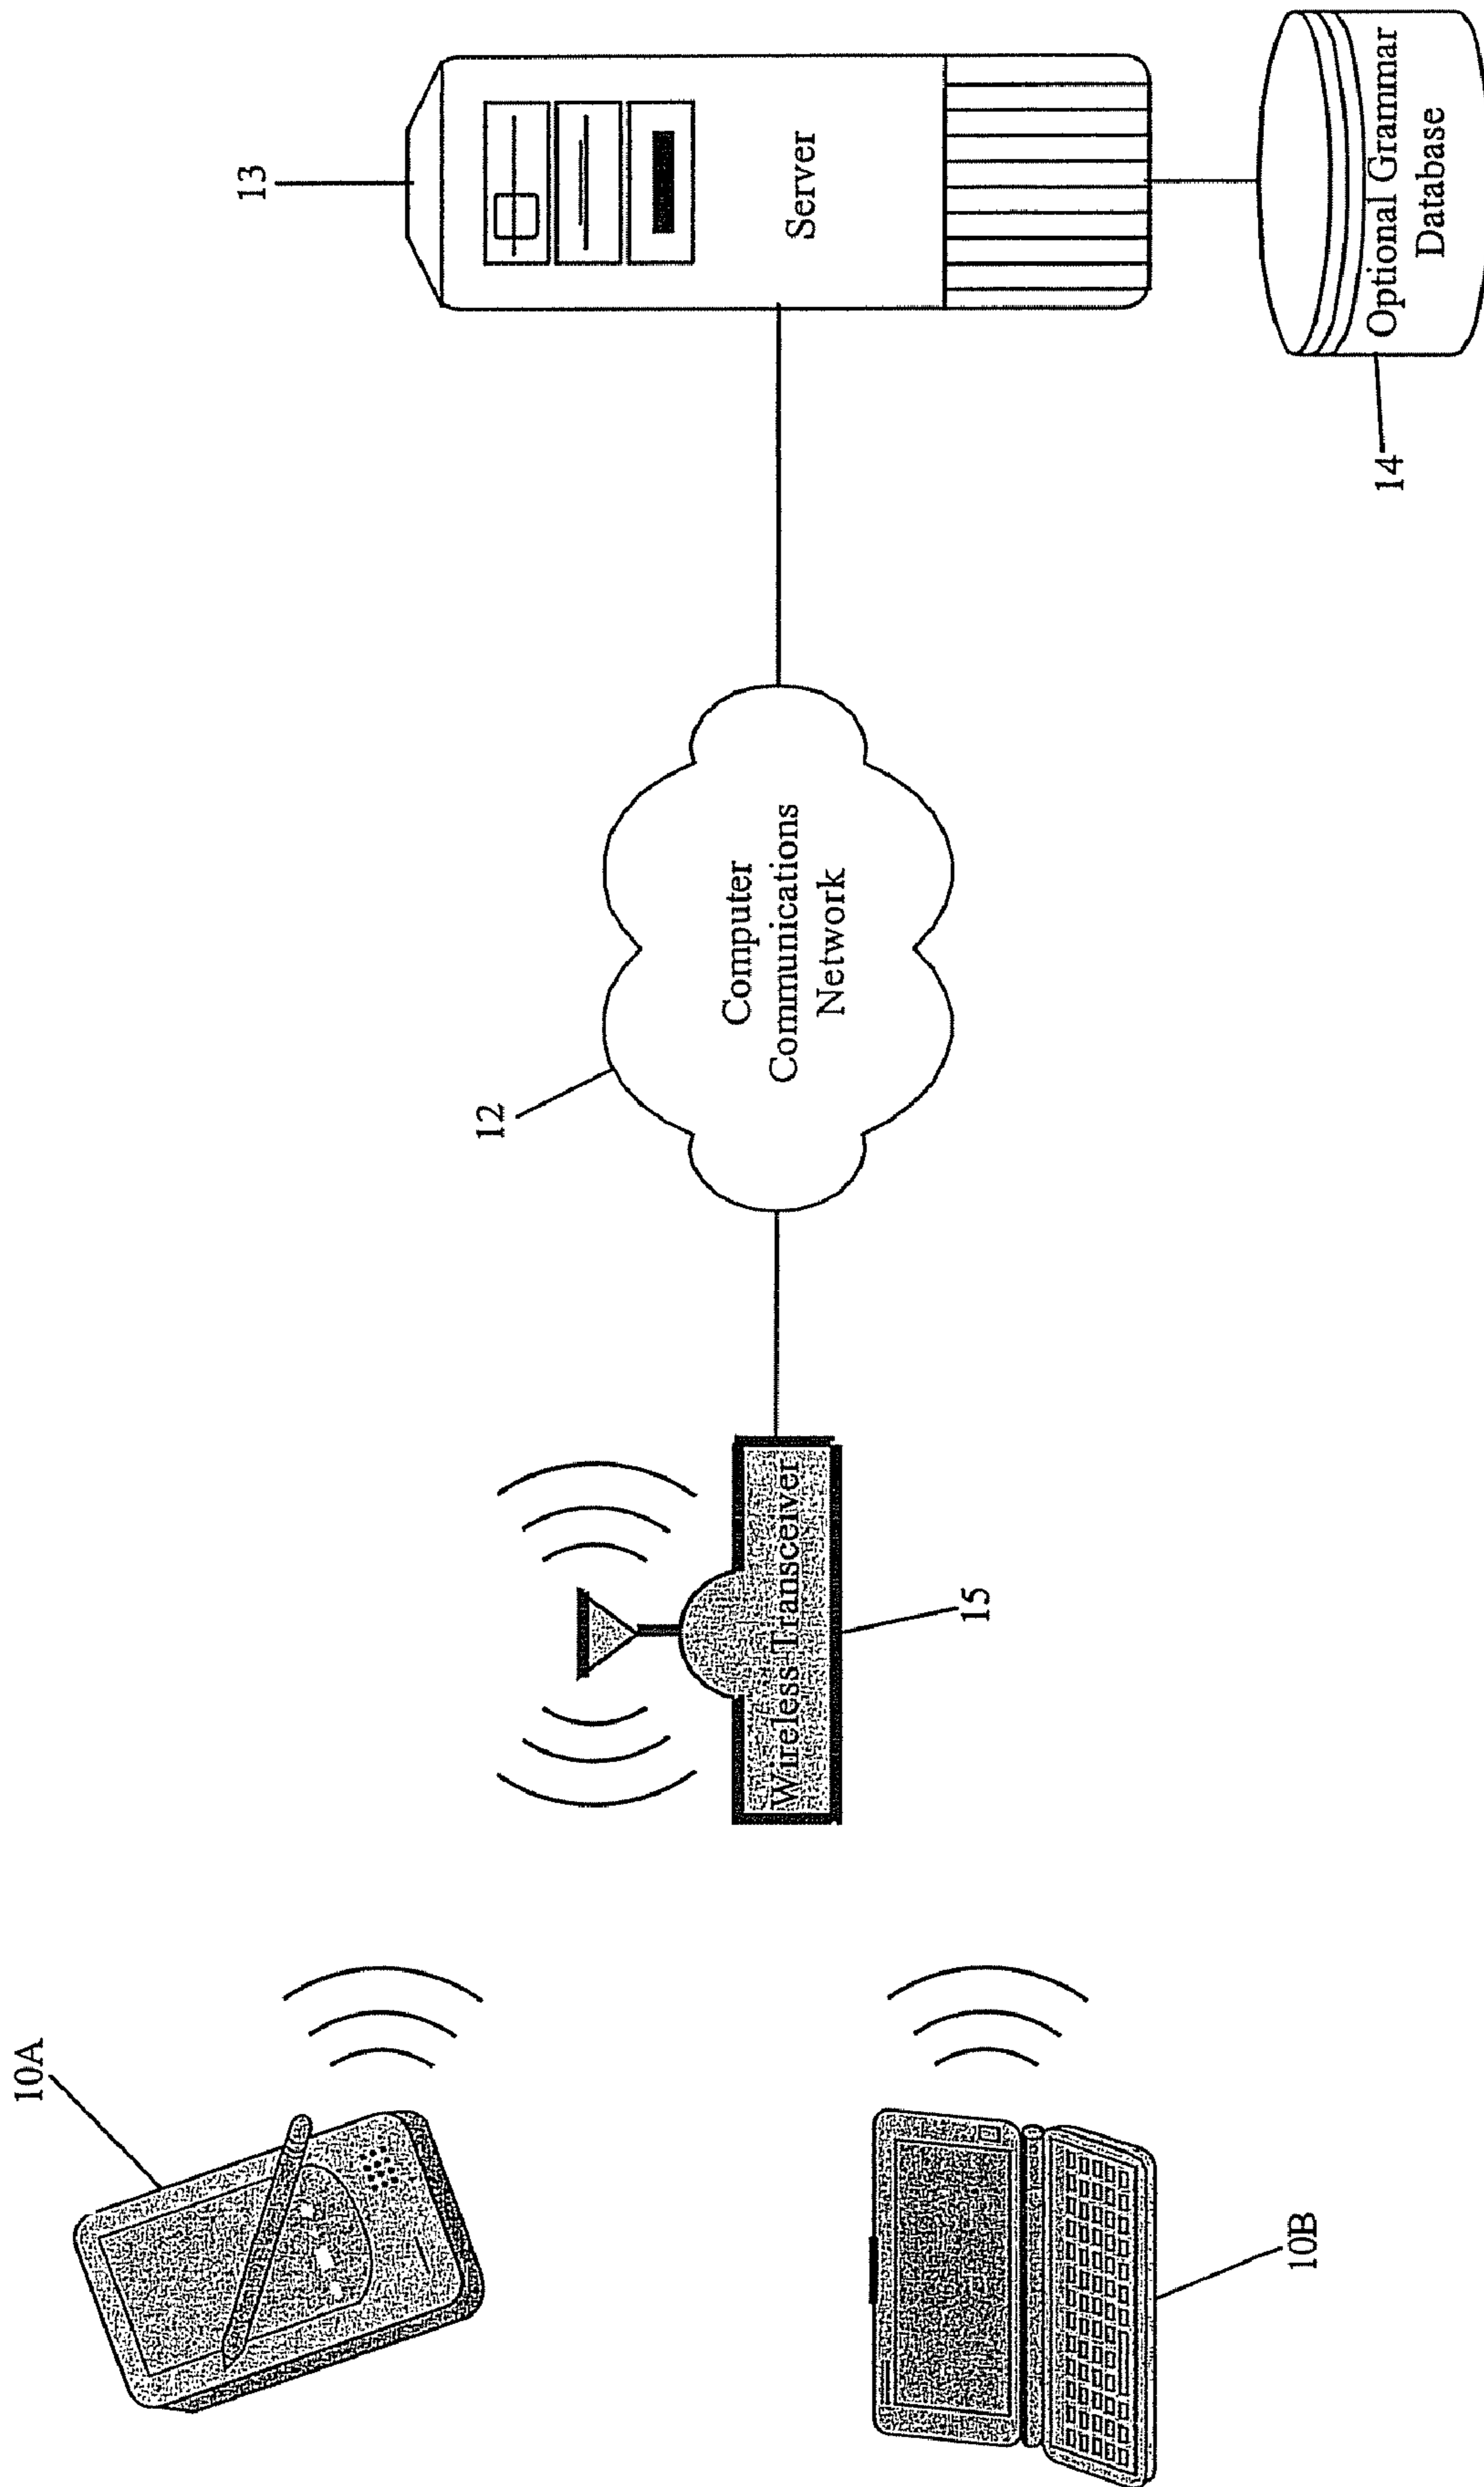 10A
10B
Wireless Transceiver
15
12
Computer
Communications
Network
13
Server
14
Optional Grammar
Database